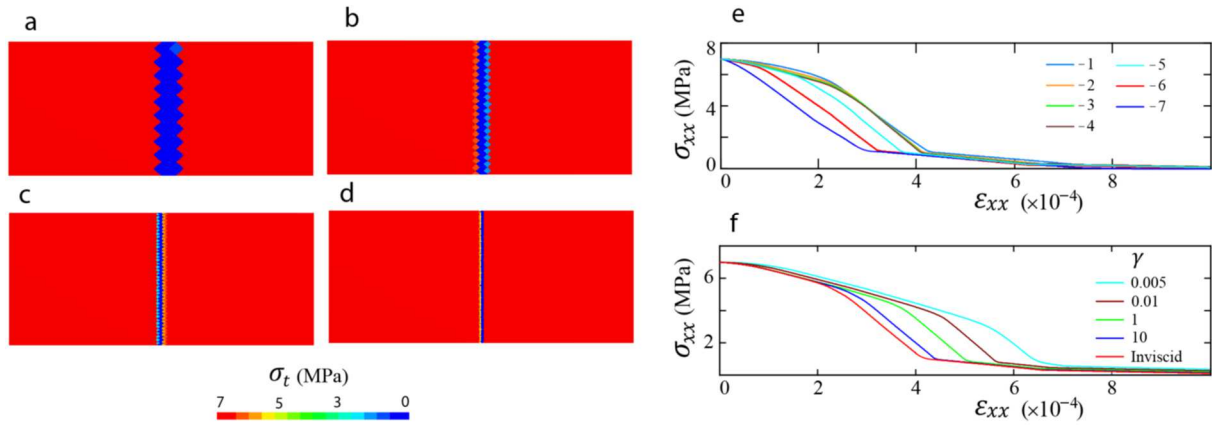 a
b
c
d
σt (MPa)
7 5 3 0
e
8
4
0
σxx (MPa)
−1
−2
−3
−4
−5
−6
−7
0 2 4 6 8
εxx (×10−4)
f
6
2
σxx (MPa)
γ
0.005
0.01
1
10
Inviscid
0 2 4 6 8
εxx (×10−4)